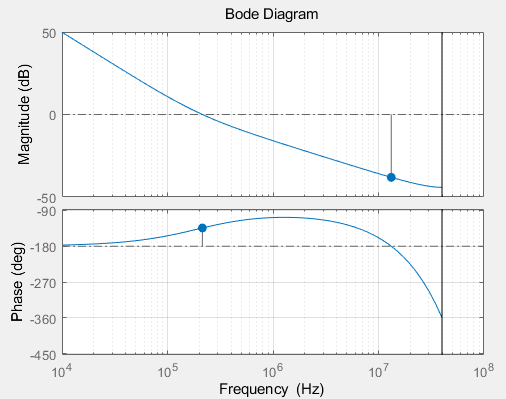 Bode Diagram
50
0
-50
Magnitude (dB)
-90
-180
-270
-360
-450
Phase (deg)
10^4 10^5 10^6 10^7 10^8
Frequency (Hz)